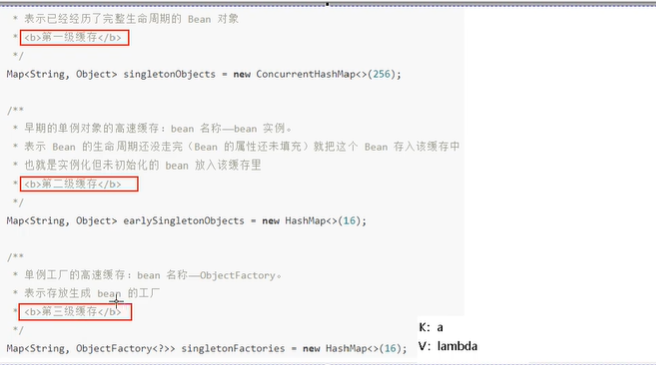 * 表示已经经历了完整生命周期的 Bean 对象
* <b>第一级缓存</b>
*/
Map<String, Object> singletonObjects = new ConcurrentHashMap<>(256);
/**
* 早期的单例对象的高速缓存：bean 名称——bean 实例。
* 表示 Bean 的生命周期还没走完（Bean 的属性还未填充）就把这个 Bean 存入该缓存中
* 也就是实例化但未初始化的 bean 放入该缓存里
* <b>第二级缓存</b>
*/
Map<String, Object> earlySingletonObjects = new HashMap<>(16);
/**
* 单例工厂的高速缓存：bean 名称——ObjectFactory。
* 表示存放生成 bean 的工厂
* <b>第三级缓存</b>
*/
Map<String, ObjectFactory<?>> singletonFactories = new HashMap<>(16);
K: a
V: lambda